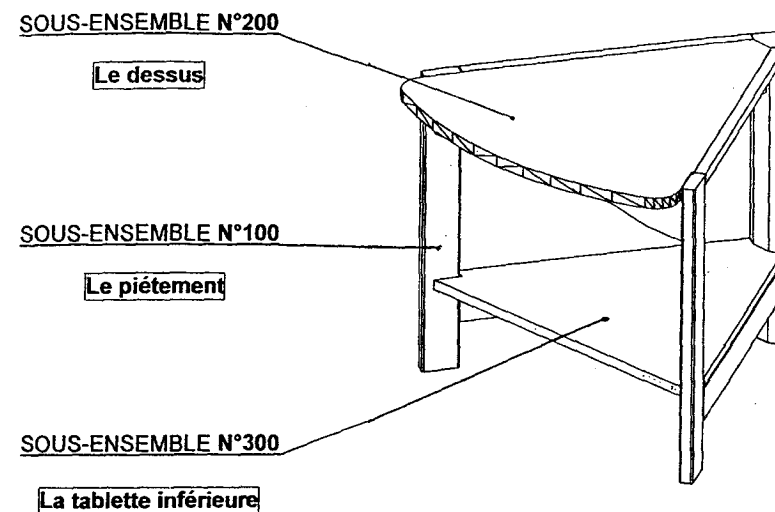 SOUS-ENSEMBLE N°200
Le dessus
SOUS-ENSEMBLE N°100
Le piétement
SOUS-ENSEMBLE N°300
La tablette inférieure